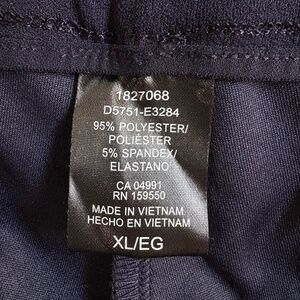 1827068
D5751-E3284
95% POLYESTER/
POLIÉSTER
5% SPANDEX/
ELASTANO
CA 04991
RN 159550
MADE IN VIETNAM
HECHO EN VIETNAM
XL/EG